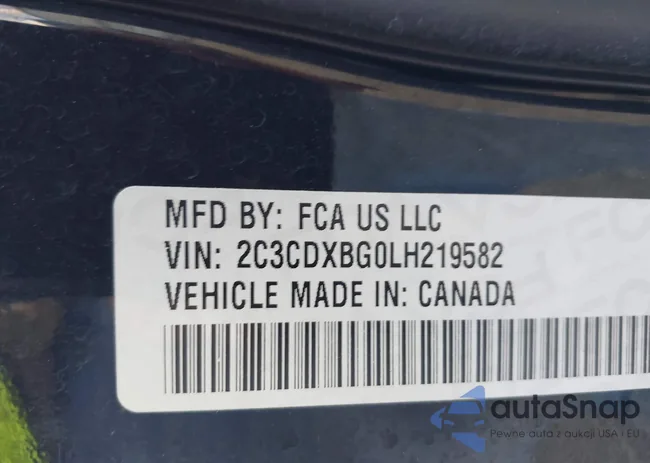 MFD BY: FCA US LLC
VIN: 2C3CDXBG0LH219582
VEHICLE MADE IN: CANADA
autaSnap
Pewne auta z aukcji USA i EU